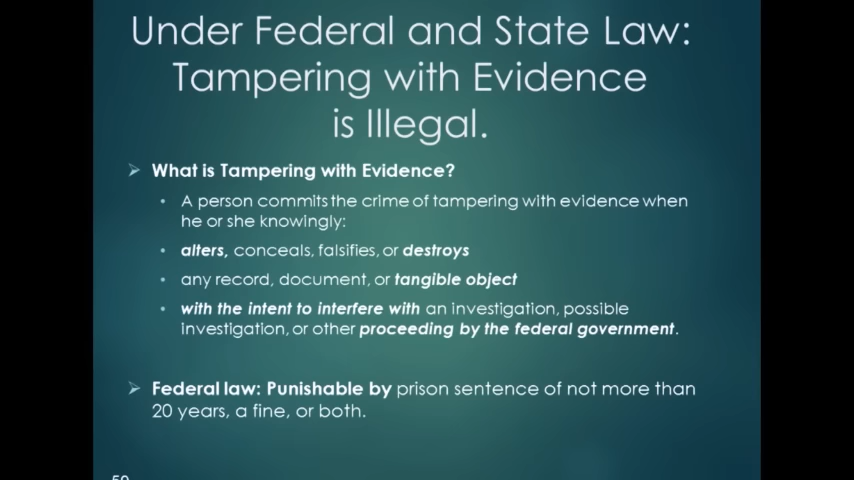 Under Federal and State Law:
Tampering with Evidence
is Illegal.
What is Tampering with Evidence?
A person commits the crime of tampering with evidence when
he or she knowingly:
alters, conceals, falsifies, or destroys
any record, document, or tangible object
with the intent to interfere with an investigation, possible
investigation, or other proceeding by the federal government.
Federal law: Punishable by prison sentence of not more than
20 years, a fine, or both.